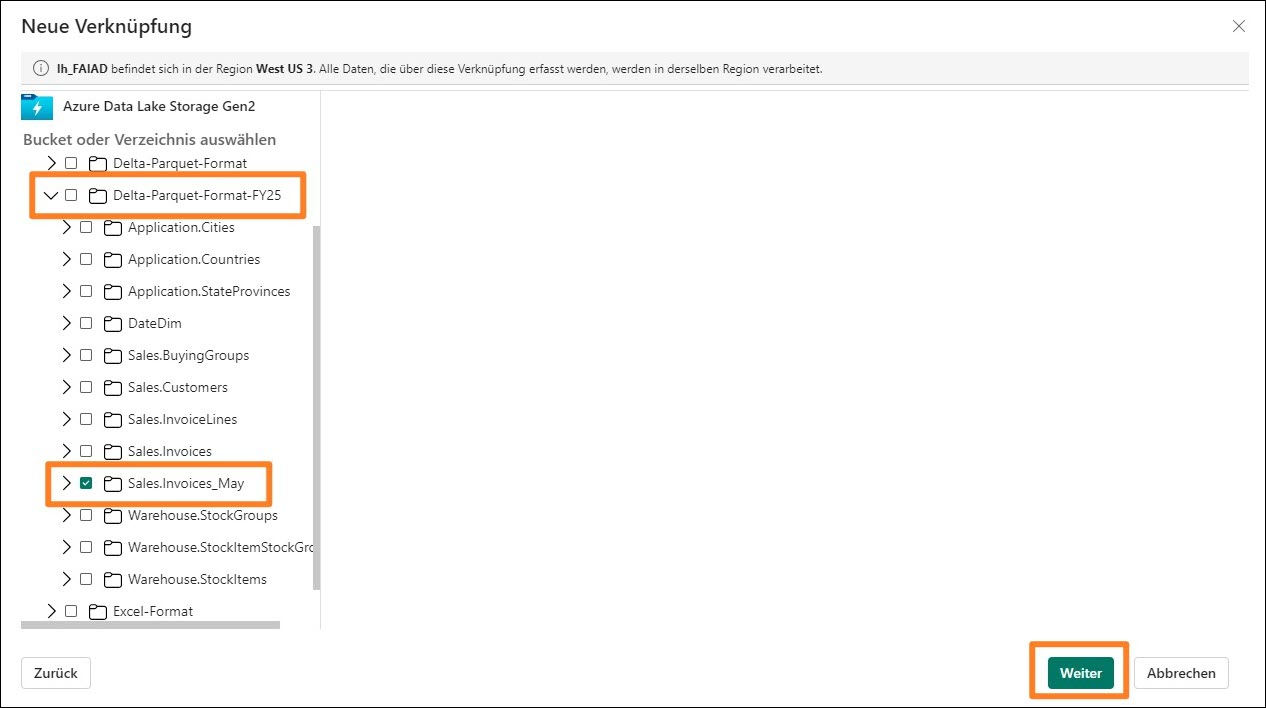 Neue Verknüpfung
lh_FAIAD befindet sich in der Region West US 3. Alle Daten, die über diese Verknüpfung erfasst werden, werden in derselben Region verarbeitet.
Azure Data Lake Storage Gen2
Bucket oder Verzeichnis auswählen
Delta-Parquet-Format
Delta-Parquet-Format-FY25
Application.Cities
Application.Countries
Application.StateProvinces
DateDim
Sales.BuyingGroups
Sales.Customers
Sales.InvoiceLines
Sales.Invoices
Sales.Invoices_May
Warehouse.StockGroups
Warehouse.StockItemStockGro
Warehouse.StockItems
Excel-Format
Zurück
Weiter
Abbrechen